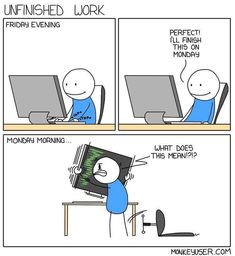 UNFINISHED WORK
FRIDAY EVENING
PERFECT!
I'LL FINISH
THIS ON
MONDAY
MONDAY MORNING...
WHAT DOES
THIS MEAN!?!?
MONKEYUSER.COM